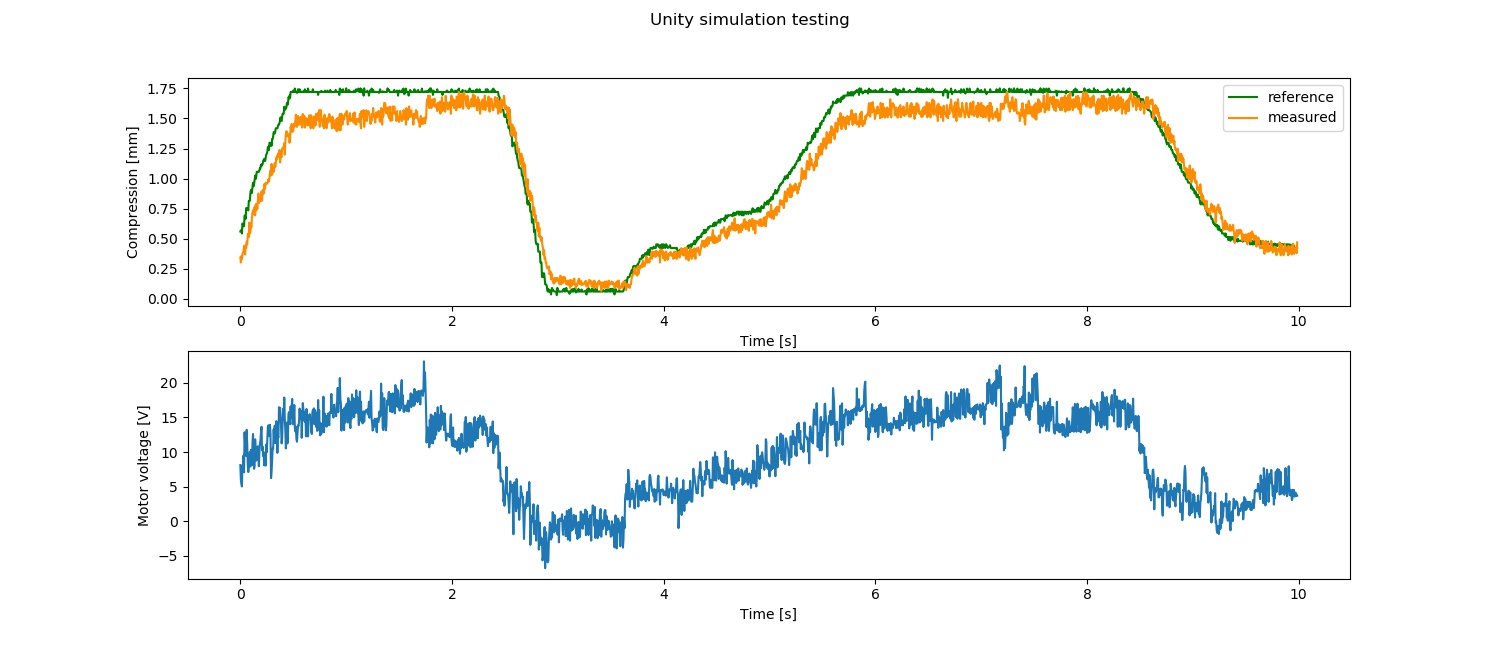 Unity simulation testing
1.75
1.50
1.25
1.00
0.75
0.50
0.25
0.00
Compression [mm]
reference
measured
0 2 4 6 8 10
Time [s]
20
15
10
5
0
−5
Motor voltage [V]
0 2 4 6 8 10
Time [s]